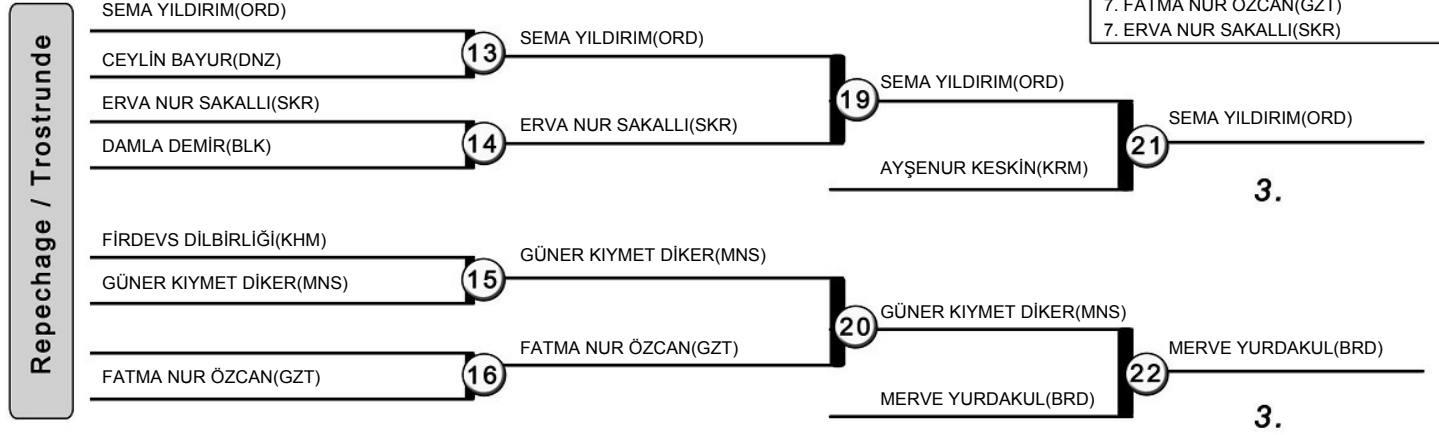 SEMA YILDIRIM(ORD)
7. FATMA NUR ÖZCAN(GZT)
7. ERVA NUR SAKALLI(SKR)
Repechage / Trostrunde
13
SEMA YILDIRIM(ORD)
CEYLİN BAYUR(DNZ)
19
SEMA YILDIRIM(ORD)
ERVA NUR SAKALLI(SKR)
14
ERVA NUR SAKALLI(SKR)
DAMLA DEMİR(BLK)
21
SEMA YILDIRIM(ORD)
AYŞENUR KESKİN(KRM)
3.
FİRDEVS DİLBİRLİĞİ(KHM)
15
GÜNER KIYMET DİKER(MNS)
GÜNER KIYMET DİKER(MNS)
20
GÜNER KIYMET DİKER(MNS)
16
FATMA NUR ÖZCAN(GZT)
FATMA NUR ÖZCAN(GZT)
22
MERVE YURDAKUL(BRD)
MERVE YURDAKUL(BRD)
3.